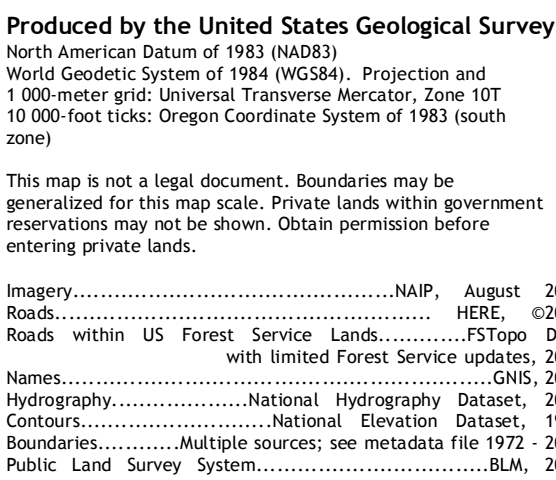 Produced by the United States Geological Survey
North American Datum of 1983 (NAD83)
World Geodetic System of 1984 (WGS84).  Projection and
1 000-meter grid: Universal Transverse Mercator, Zone 10T
10 000-foot ticks: Oregon Coordinate System of 1983 (south
zone)
This map is not a legal document. Boundaries may be
generalized for this map scale. Private lands within government
reservations may not be shown. Obtain permission before
entering private lands.
Imagery................................................NAIP, August
Roads....................................................... HERE,
Roads within US Forest Service Lands.............FSTopo
with limited Forest Service updates,
Names................................................................GNIS,
Hydrography...................National Hydrography Dataset,
Contours............................National Elevation Dataset,
Boundaries............Multiple sources; see metadata file 1972 -
Public Land Survey System..................................BLM,